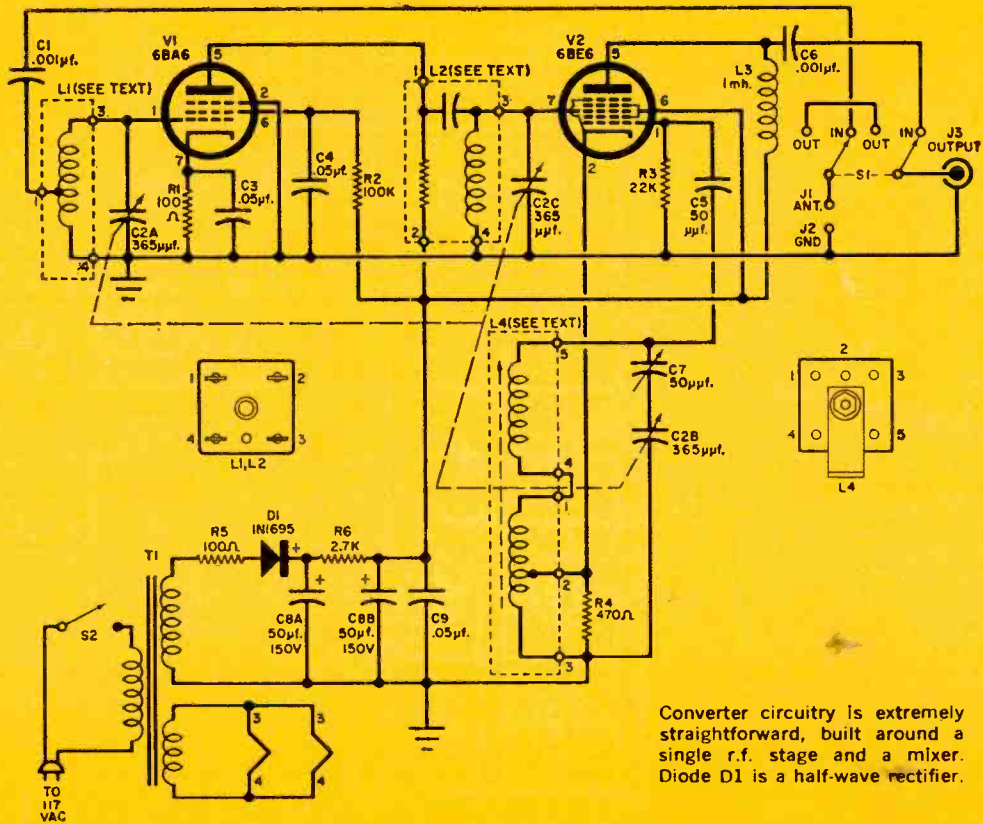 C1
.001µf.
V1
6BA6
5
L1(SEE TEXT)
3
1
2
6
7
1
4
C2A
365µµf.
R1
100
Ω
C3
.05µf.
C4
.05µf.
R2
100K
1
L2(SEE TEXT)
3
2
4
C2C
365
µµf.
V2
6BE6
5
7
6
1
2
R3
22K
C5
50
µµf.
L3
1mh.
C6
.001µf.
OUT
IN
OUT
IN
S1
J3
OUTPUT
J1
ANT.
J2
GND
L4(SEE TEXT)
5
4
1
2
3
C7
50µµf.
C2B
365µµf.
R4
470Ω
1
2
4
3
L1,L2
2
1
3
4
5
L4
T1
R5
100Ω
D1
1N1695
+
R6
2.7K
+
+
C8A
50µf.
150V
C8B
50µf.
150V
C9
.05µf.
S2
3
3
4
4
TO
117
VAC
Converter circuitry is extremely
straightforward, built around a
single r.f. stage and a mixer.
Diode D1 is a half-wave rectifier.